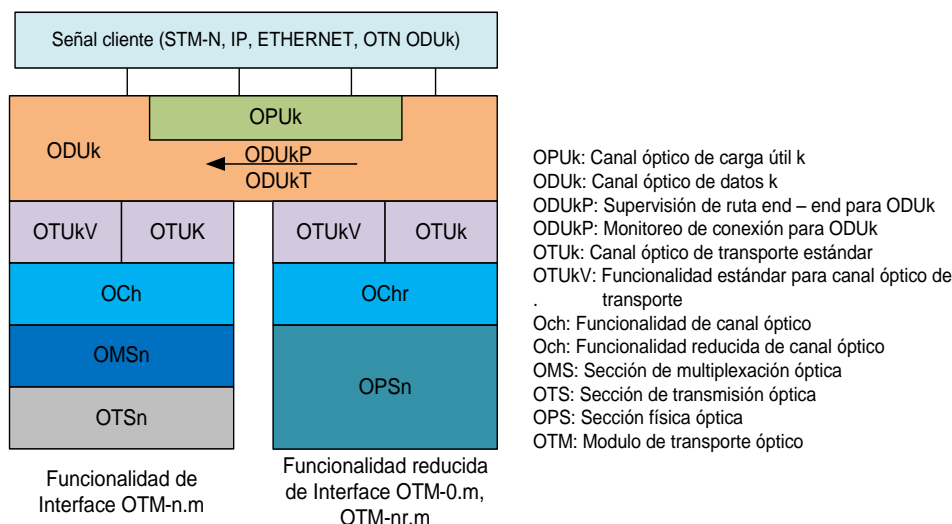 Señal cliente (STM-N, IP, ETHERNET, OTN ODUk)
OPUk
ODUk
ODUkP
ODUkT
OTUkV
OTUK
OTUkV
OTUk
OCh
OChr
OMSn
OPSn
OTSn
Funcionalidad de
Interface OTM-n.m
Funcionalidad reducida
de Interface OTM-0.m,
OTM-nr.m
OPUk: Canal óptico de carga útil k
ODUk: Canal óptico de datos k
ODUkP: Supervisión de ruta end – end para ODUk
ODUkP: Monitoreo de conexión para ODUk
OTUk: Canal óptico de transporte estándar
OTUkV: Funcionalidad estándar para canal óptico de
. transporte
Och: Funcionalidad de canal óptico
Och: Funcionalidad reducida de canal óptico
OMS: Sección de multiplexación óptica
OTS: Sección de transmisión óptica
OPS: Sección física óptica
OTM: Modulo de transporte óptico